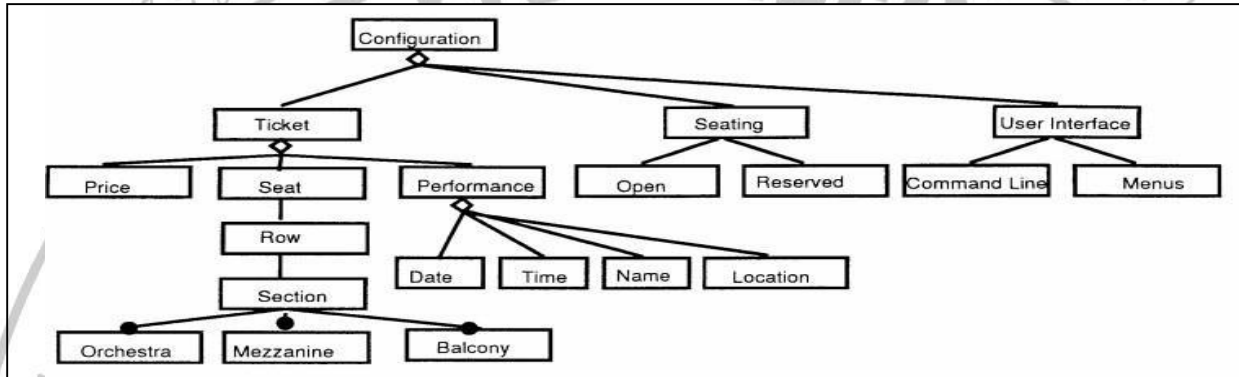 Configuration
Ticket
Seating
User Interface
Price
Seat
Performance
Open
Reserved
Command Line
Menus
Row
Date
Time
Name
Location
Section
Orchestra
Mezzanine
Balcony